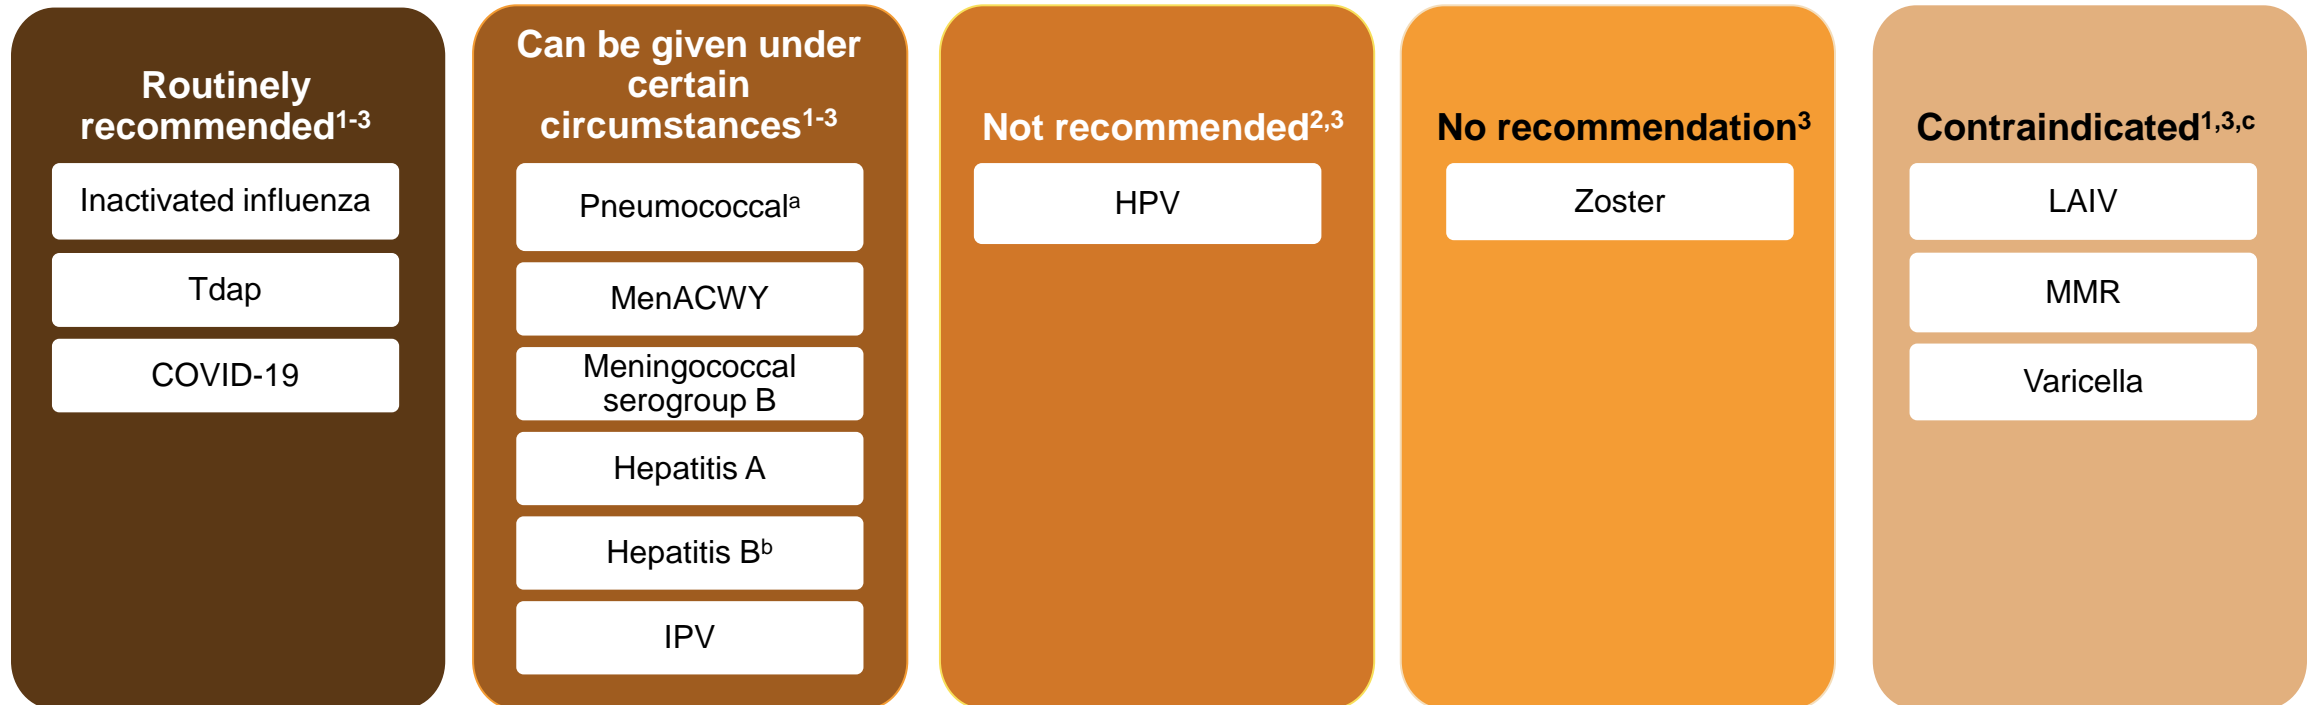 Routinely
recommended1-3
Inactivated influenza
Tdap
COVID-19
Can be given under
certain
circumstances1-3
Pneumococcala
MenACWY
Meningococcal
serogroup B
Hepatitis A
Hepatitis Bb
IPV
Not recommended2,3
HPV
No recommendation3
Zoster
Contraindicated1,3,c
LAIV
MMR
Varicella